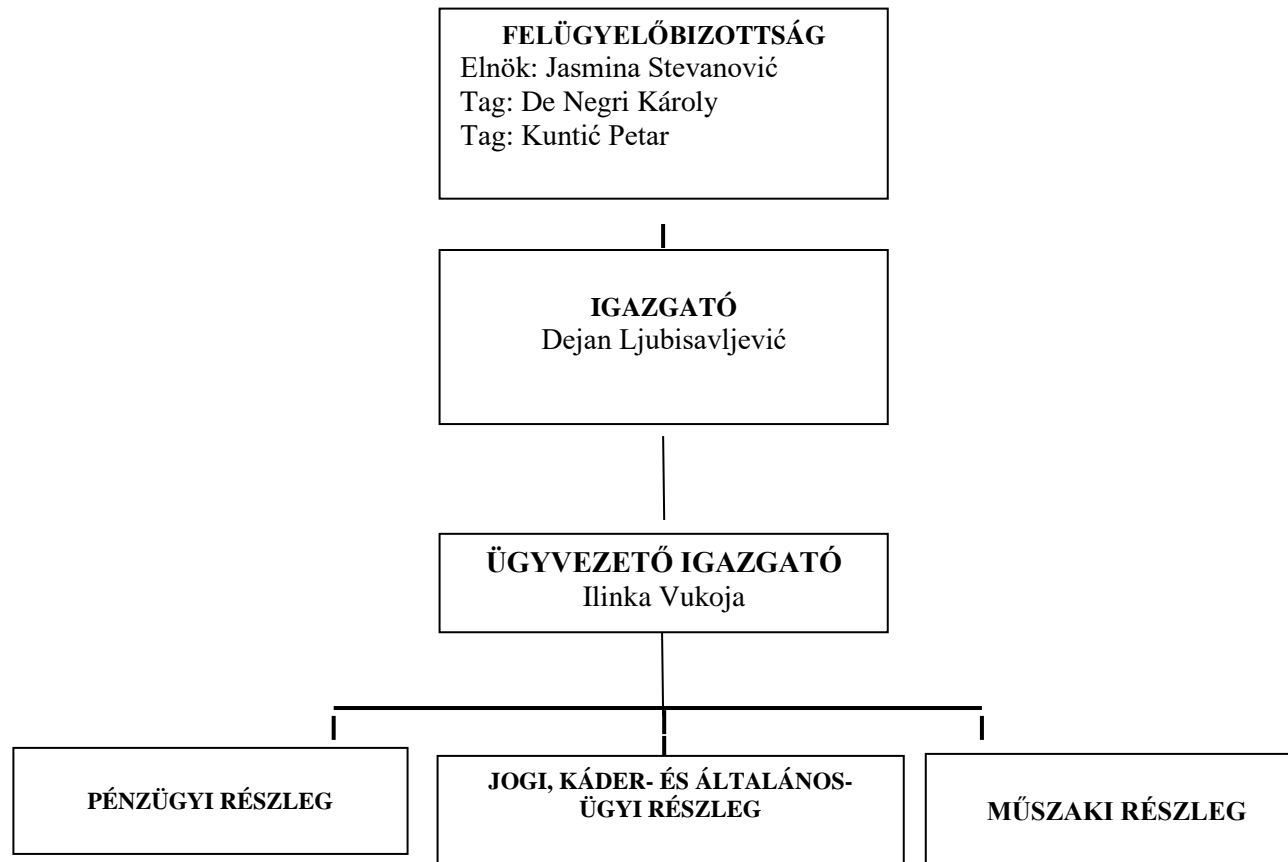 FELÜGYELŐBIZOTTSÁG
Elnök: Jasmina Stevanović
Tag: De Negri Károly
Tag: Kuntić Petar
IGAZGATÓ
Dejan Ljubisavljević
ÜGYVEZETŐ IGAZGATÓ
Ilinka Vukoja
PÉNZÜGYI RÉSZLEG
JOGI, KÁDER- ÉS ÁLTALÁNOS-
ÜGYI RÉSZLEG
MŰSZAKI RÉSZLEG